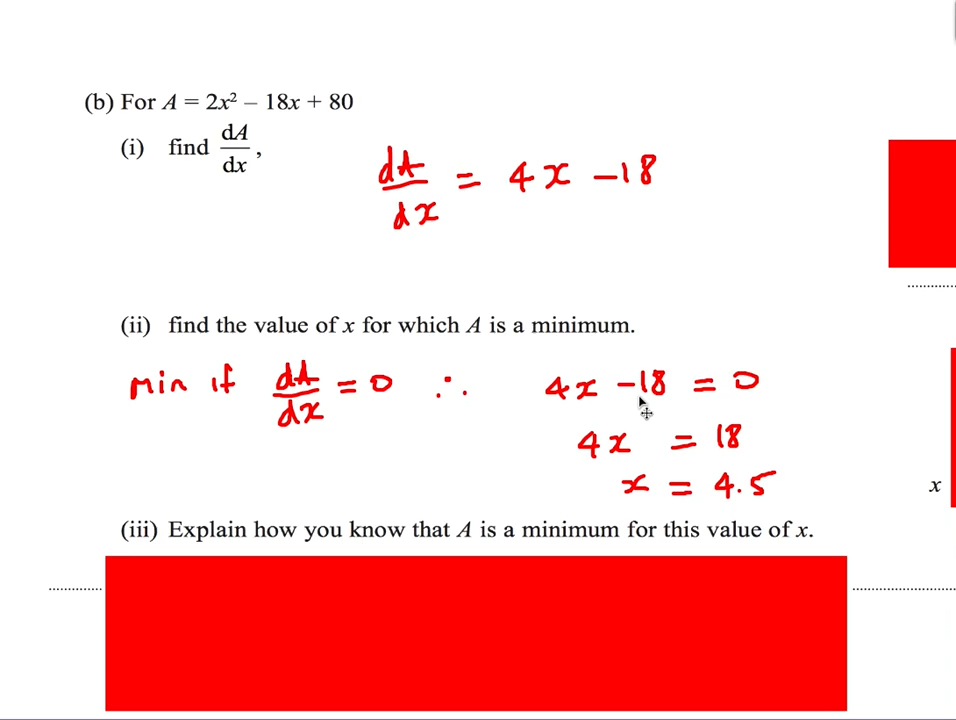 (b) For A = 2x² – 18x + 80
(i) find dA/dx,
dA/dx = 4x - 18
(ii) find the value of x for which A is a minimum.
min if dA/dx = 0 ∴ 4x - 18 = 0
4x = 18
x = 4.5
x
(iii) Explain how you know that A is a minimum for this value of x.